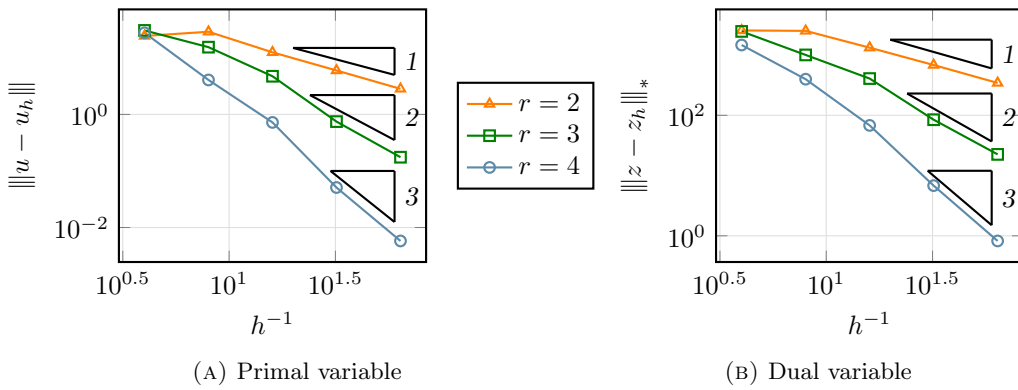 10^0
10^{-2}
10^{0.5}
10^1
10^{1.5}
h^{-1}
|||u − u_h|||
1
2
3
r = 2
r = 3
r = 4
10^2
10^0
10^{0.5}
10^1
10^{1.5}
h^{-1}
|||z − z_h|||_*
1
2
3
(A) Primal variable
(B) Dual variable